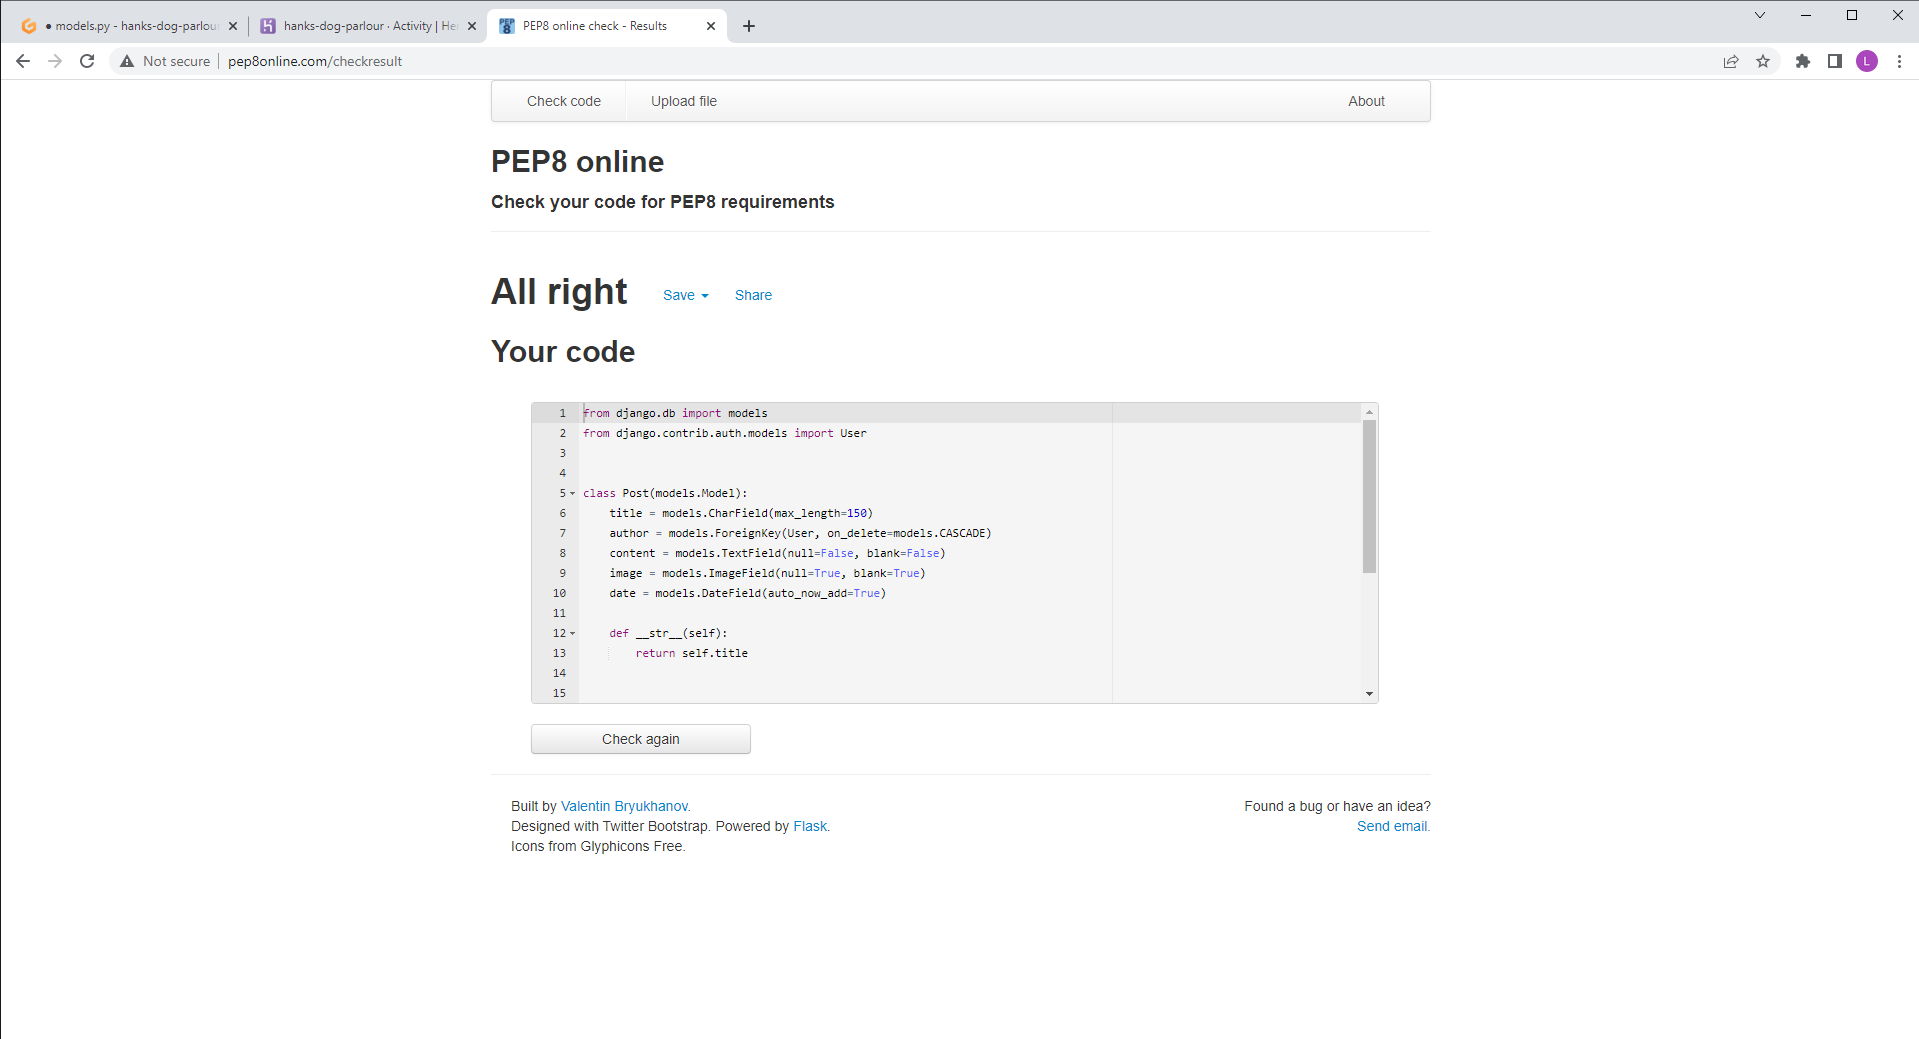 models.py - hanks-dog-parlour
hanks-dog-parlour · Activity | He
PEP8 online check - Results
Not secure
pep8online.com/checkresult
L
Check code
Upload file
About
PEP8 online
Check your code for PEP8 requirements
All right
Save
Share
Your code
1 from django.db import models
2 from django.contrib.auth.models import User
3
4
5 class Post(models.Model):
6     title = models.CharField(max_length=150)
7     author = models.ForeignKey(User, on_delete=models.CASCADE)
8     content = models.TextField(null=False, blank=False)
9     image = models.ImageField(null=True, blank=True)
10     date = models.DateField(auto_now_add=True)
11
12     def __str__(self):
13         return self.title
14
15
Check again
Built by Valentin Bryukhanov.
Designed with Twitter Bootstrap. Powered by Flask.
Icons from Glyphicons Free.
Found a bug or have an idea?
Send email.